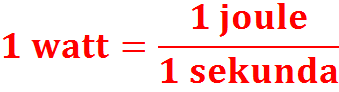 1 watt = 1 joule
1 sekunda